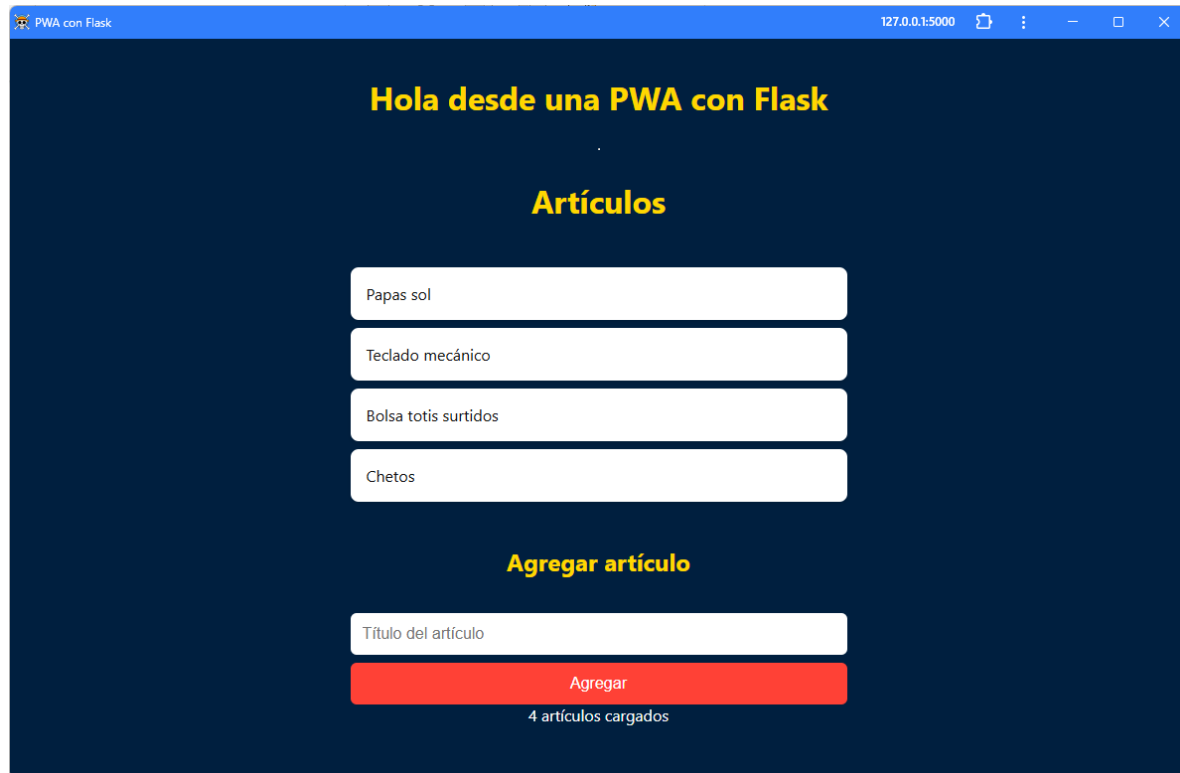 PWA con Flask
127.0.0.1:5000
Hola desde una PWA con Flask
.
Artículos
Papas sol
Teclado mecánico
Bolsa totis surtidos
Chetos
Agregar artículo
Título del artículo
Agregar
4 artículos cargados